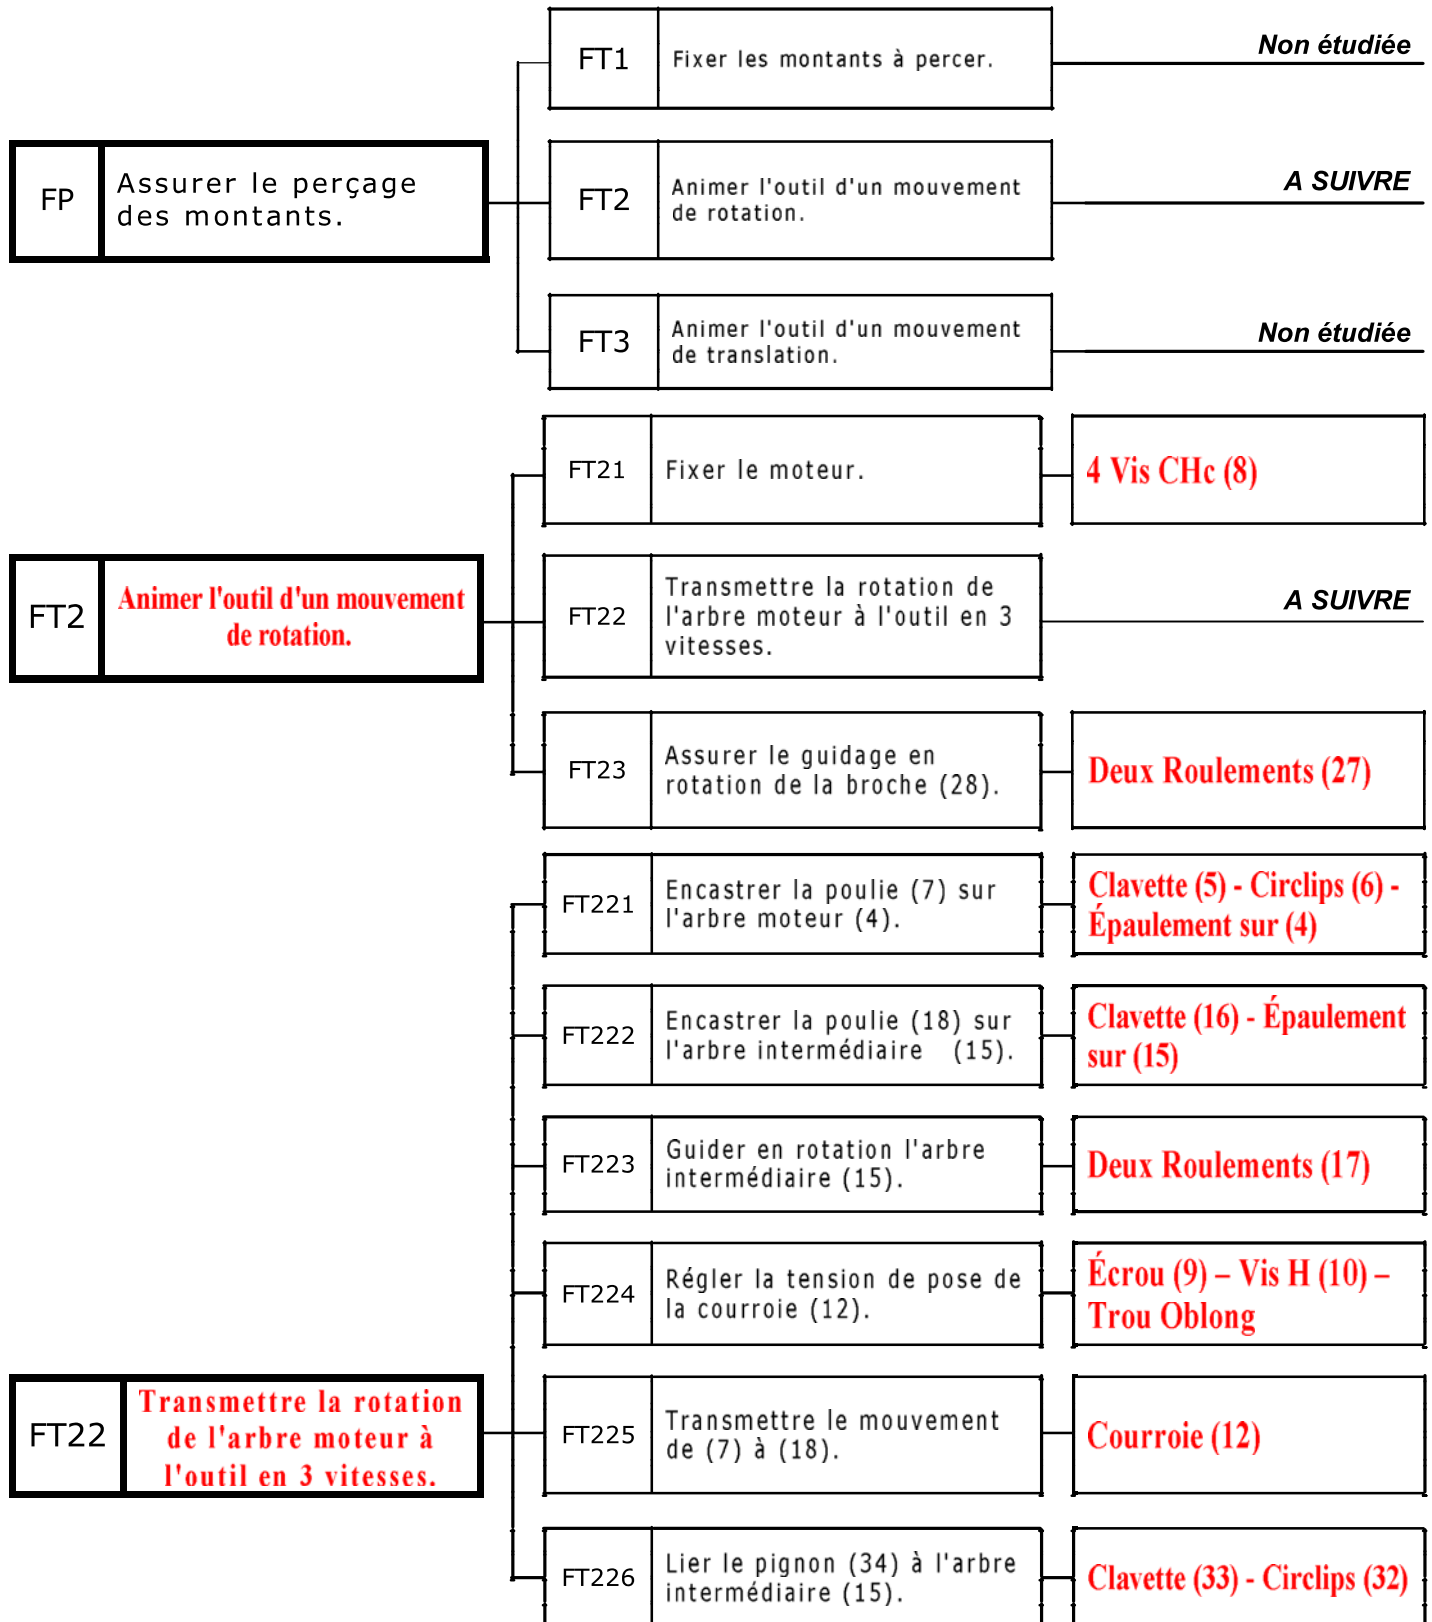 FT1
Fixer les montants à percer.
Non étudiée
FP
Assurer le perçage
des montants.
FT2
Animer l'outil d'un mouvement
de rotation.
A SUIVRE
FT3
Animer l'outil d'un mouvement
de translation.
Non étudiée
FT21
Fixer le moteur.
4 Vis CHc (8)
FT2
Animer l'outil d'un mouvement
de rotation.
FT22
Transmettre la rotation de
l'arbre moteur à l'outil en 3
vitesses.
A SUIVRE
FT23
Assurer le guidage en
rotation de la broche (28).
Deux Roulements (27)
FT221
Encastrer la poulie (7) sur
l'arbre moteur (4).
Clavette (5) - Circlips (6) -
Épaulement sur (4)
FT222
Encastrer la poulie (18) sur
l'arbre intermédiaire (15).
Clavette (16) - Épaulement
sur (15)
FT223
Guider en rotation l'arbre
intermédiaire (15).
Deux Roulements (17)
FT224
Régler la tension de pose de
la courroie (12).
Écrou (9) – Vis H (10) –
Trou Oblong
FT22
Transmettre la rotation
de l'arbre moteur à
l'outil en 3 vitesses.
FT225
Transmettre le mouvement
de (7) à (18).
Courroie (12)
FT226
Lier le pignon (34) à l'arbre
intermédiaire (15).
Clavette (33) - Circlips (32)